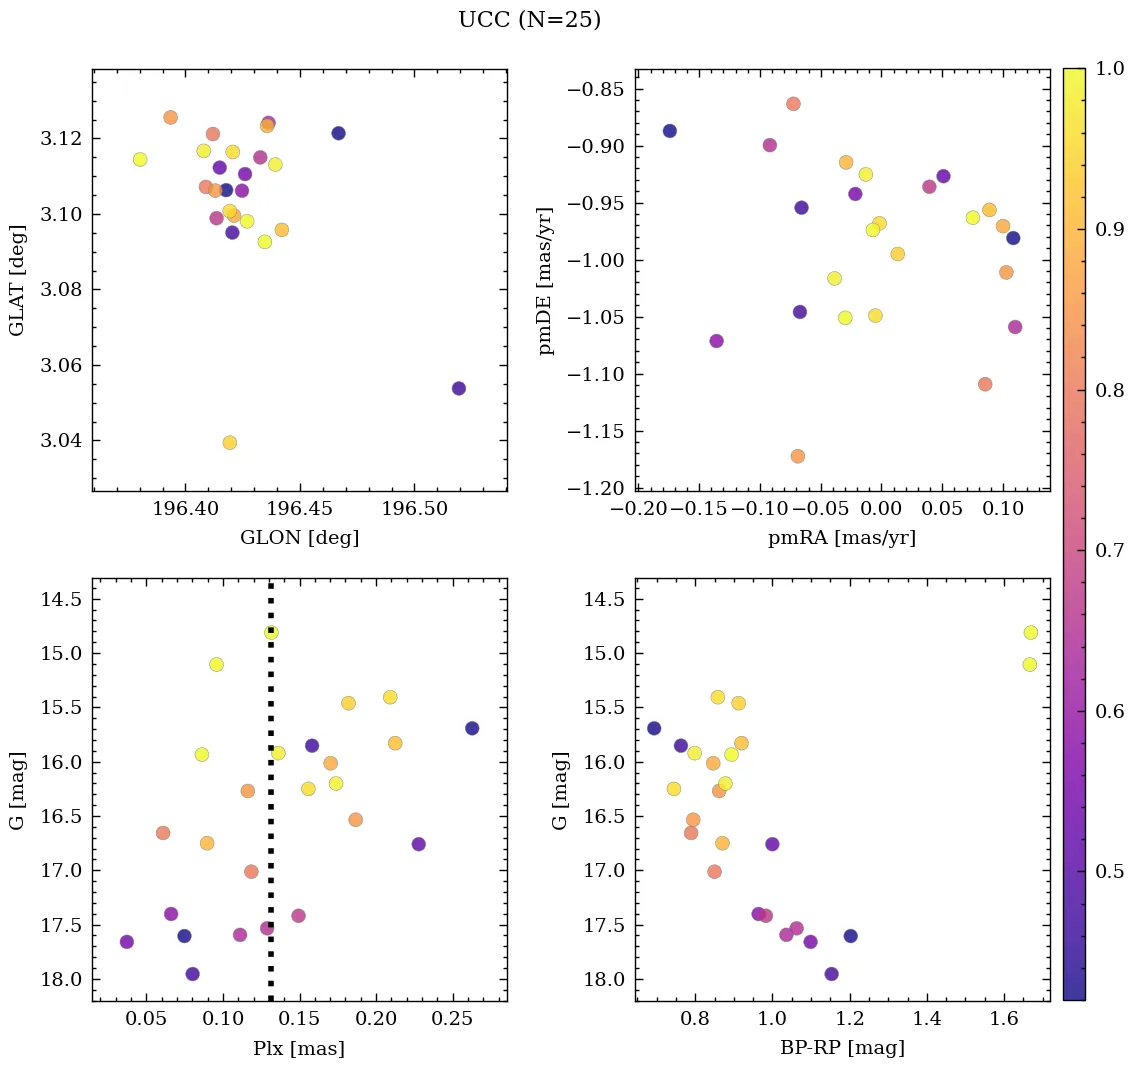 UCC (N=25)
3.12
3.10
3.08
3.06
3.04
GLAT [deg]
196.40 196.45 196.50
GLON [deg]
−0.85
−0.90
−0.95
−1.00
−1.05
−1.10
−1.15
−1.20
pmDE [mas/yr]
−0.20 −0.15 −0.10 −0.05 0.00 0.05 0.10
pmRA [mas/yr]
14.5
15.0
15.5
16.0
16.5
17.0
17.5
18.0
G [mag]
0.05 0.10 0.15 0.20 0.25
Plx [mas]
14.5
15.0
15.5
16.0
16.5
17.0
17.5
18.0
G [mag]
0.8 1.0 1.2 1.4 1.6
BP-RP [mag]
1.0
0.9
0.8
0.7
0.6
0.5